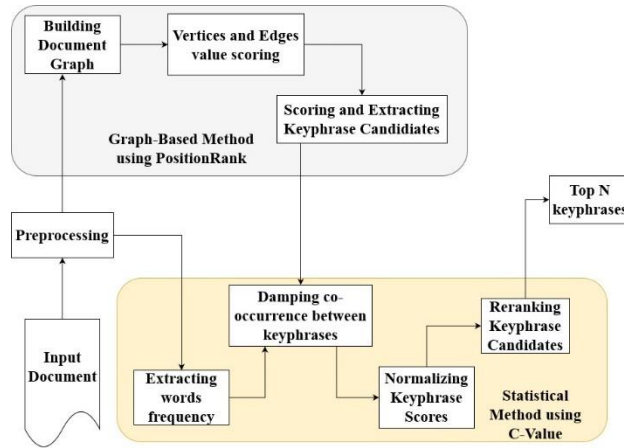 Building
Document
Graph
Vertices and Edges
value scoring
Scoring and Extracting
Keyphrase Candidiates
Graph-Based Method
using PositionRank
Top N
keyphrases
Preprocessing
Damping co-
occurrence between
keyphrases
Reranking
Keyphrase
Candidates
Input
Document
Extracting
words
frequency
Normalizing
Keyphrase
Scores
Statistical
Method using
C-Value